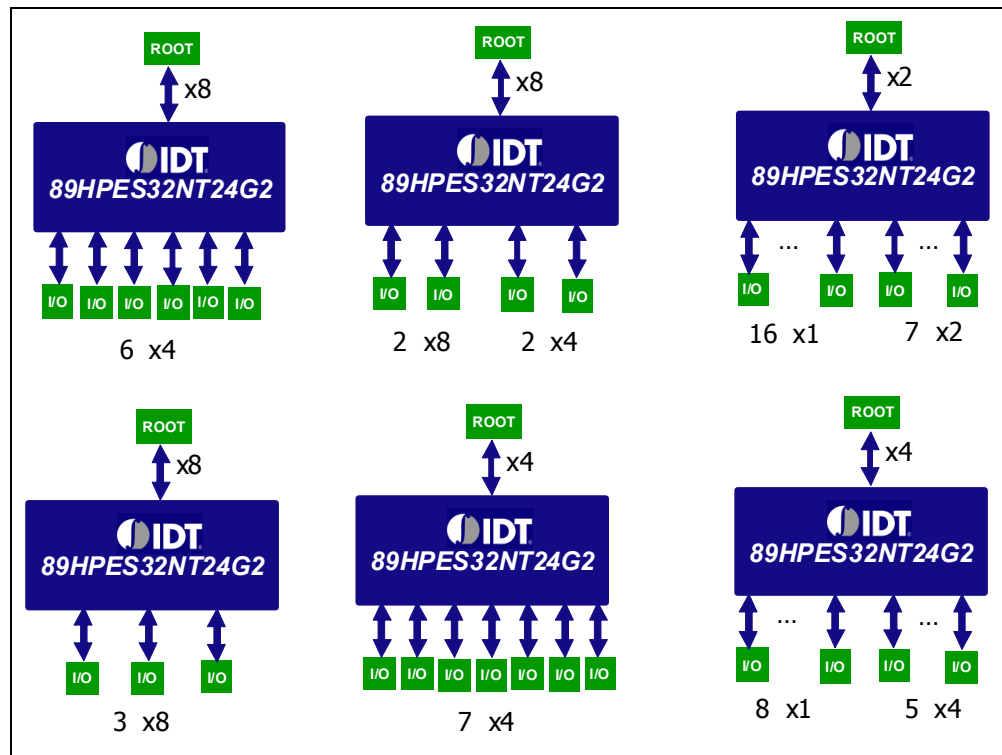 ROOT
x8
IDT
89HPES32NT24G2
I/O I/O I/O I/O I/O I/O
6 x4
ROOT
x8
IDT
89HPES32NT24G2
I/O I/O I/O I/O
2 x8 2 x4
ROOT
x2
IDT
89HPES32NT24G2
... ...
I/O I/O I/O I/O
16 x1 7 x2
ROOT
x8
IDT
89HPES32NT24G2
I/O I/O I/O
3 x8
ROOT
x4
IDT
89HPES32NT24G2
I/O I/O I/O I/O I/O I/O I/O
7 x4
ROOT
x4
IDT
89HPES32NT24G2
... ...
I/O I/O I/O I/O
8 x1 5 x4